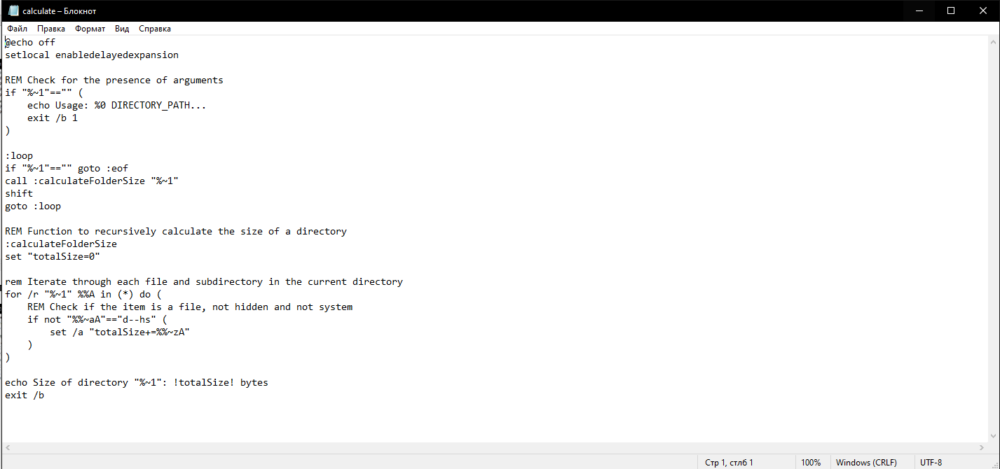 calculate – Блокнот
Файл Правка Формат Вид Справка
@echo off
setlocal enabledelayedexpansion

REM Check for the presence of arguments
if "%~1"=="" (
    echo Usage: %0 DIRECTORY_PATH...
    exit /b 1
)

:loop
if "%~1"=="" goto :eof
call :calculateFolderSize "%~1"
shift
goto :loop

REM Function to recursively calculate the size of a directory
:calculateFolderSize
set "totalSize=0"

rem Iterate through each file and subdirectory in the current directory
for /r "%~1" %%A in (*) do (
    REM Check if the item is a file, not hidden and not system
    if not "%%~aA"=="d--hs" (
        set /a "totalSize+=%%~zA"
    )
)

echo Size of directory "%~1": !totalSize! bytes
exit /b
Стр 1, стлб 1 100% Windows (CRLF) UTF-8